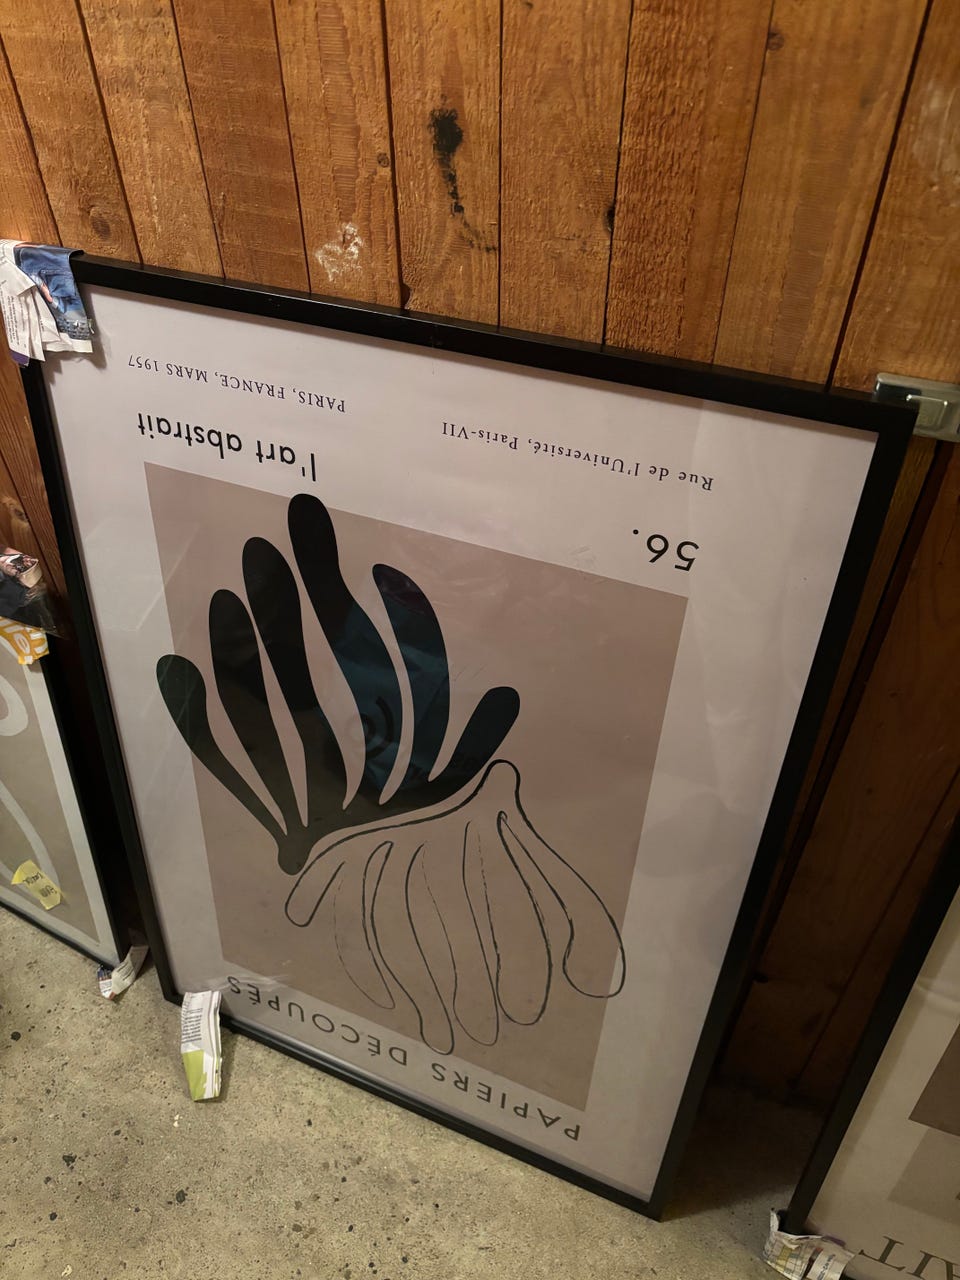 PAPIERS DÉCOUPÉS
56.
l'art abstrait
Rue de l'Université, Paris-VII
PARIS, FRANCE, MARS 1957